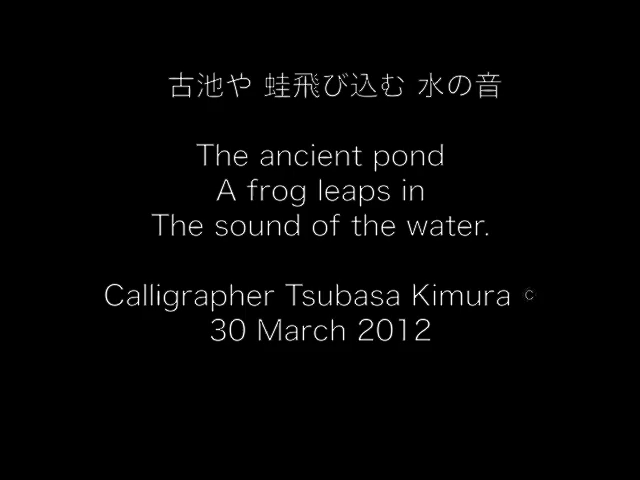 古池や 蛙飛び込む 水の音
The ancient pond
A frog leaps in
The sound of the water.
Calligrapher Tsubasa Kimura ©
30 March 2012